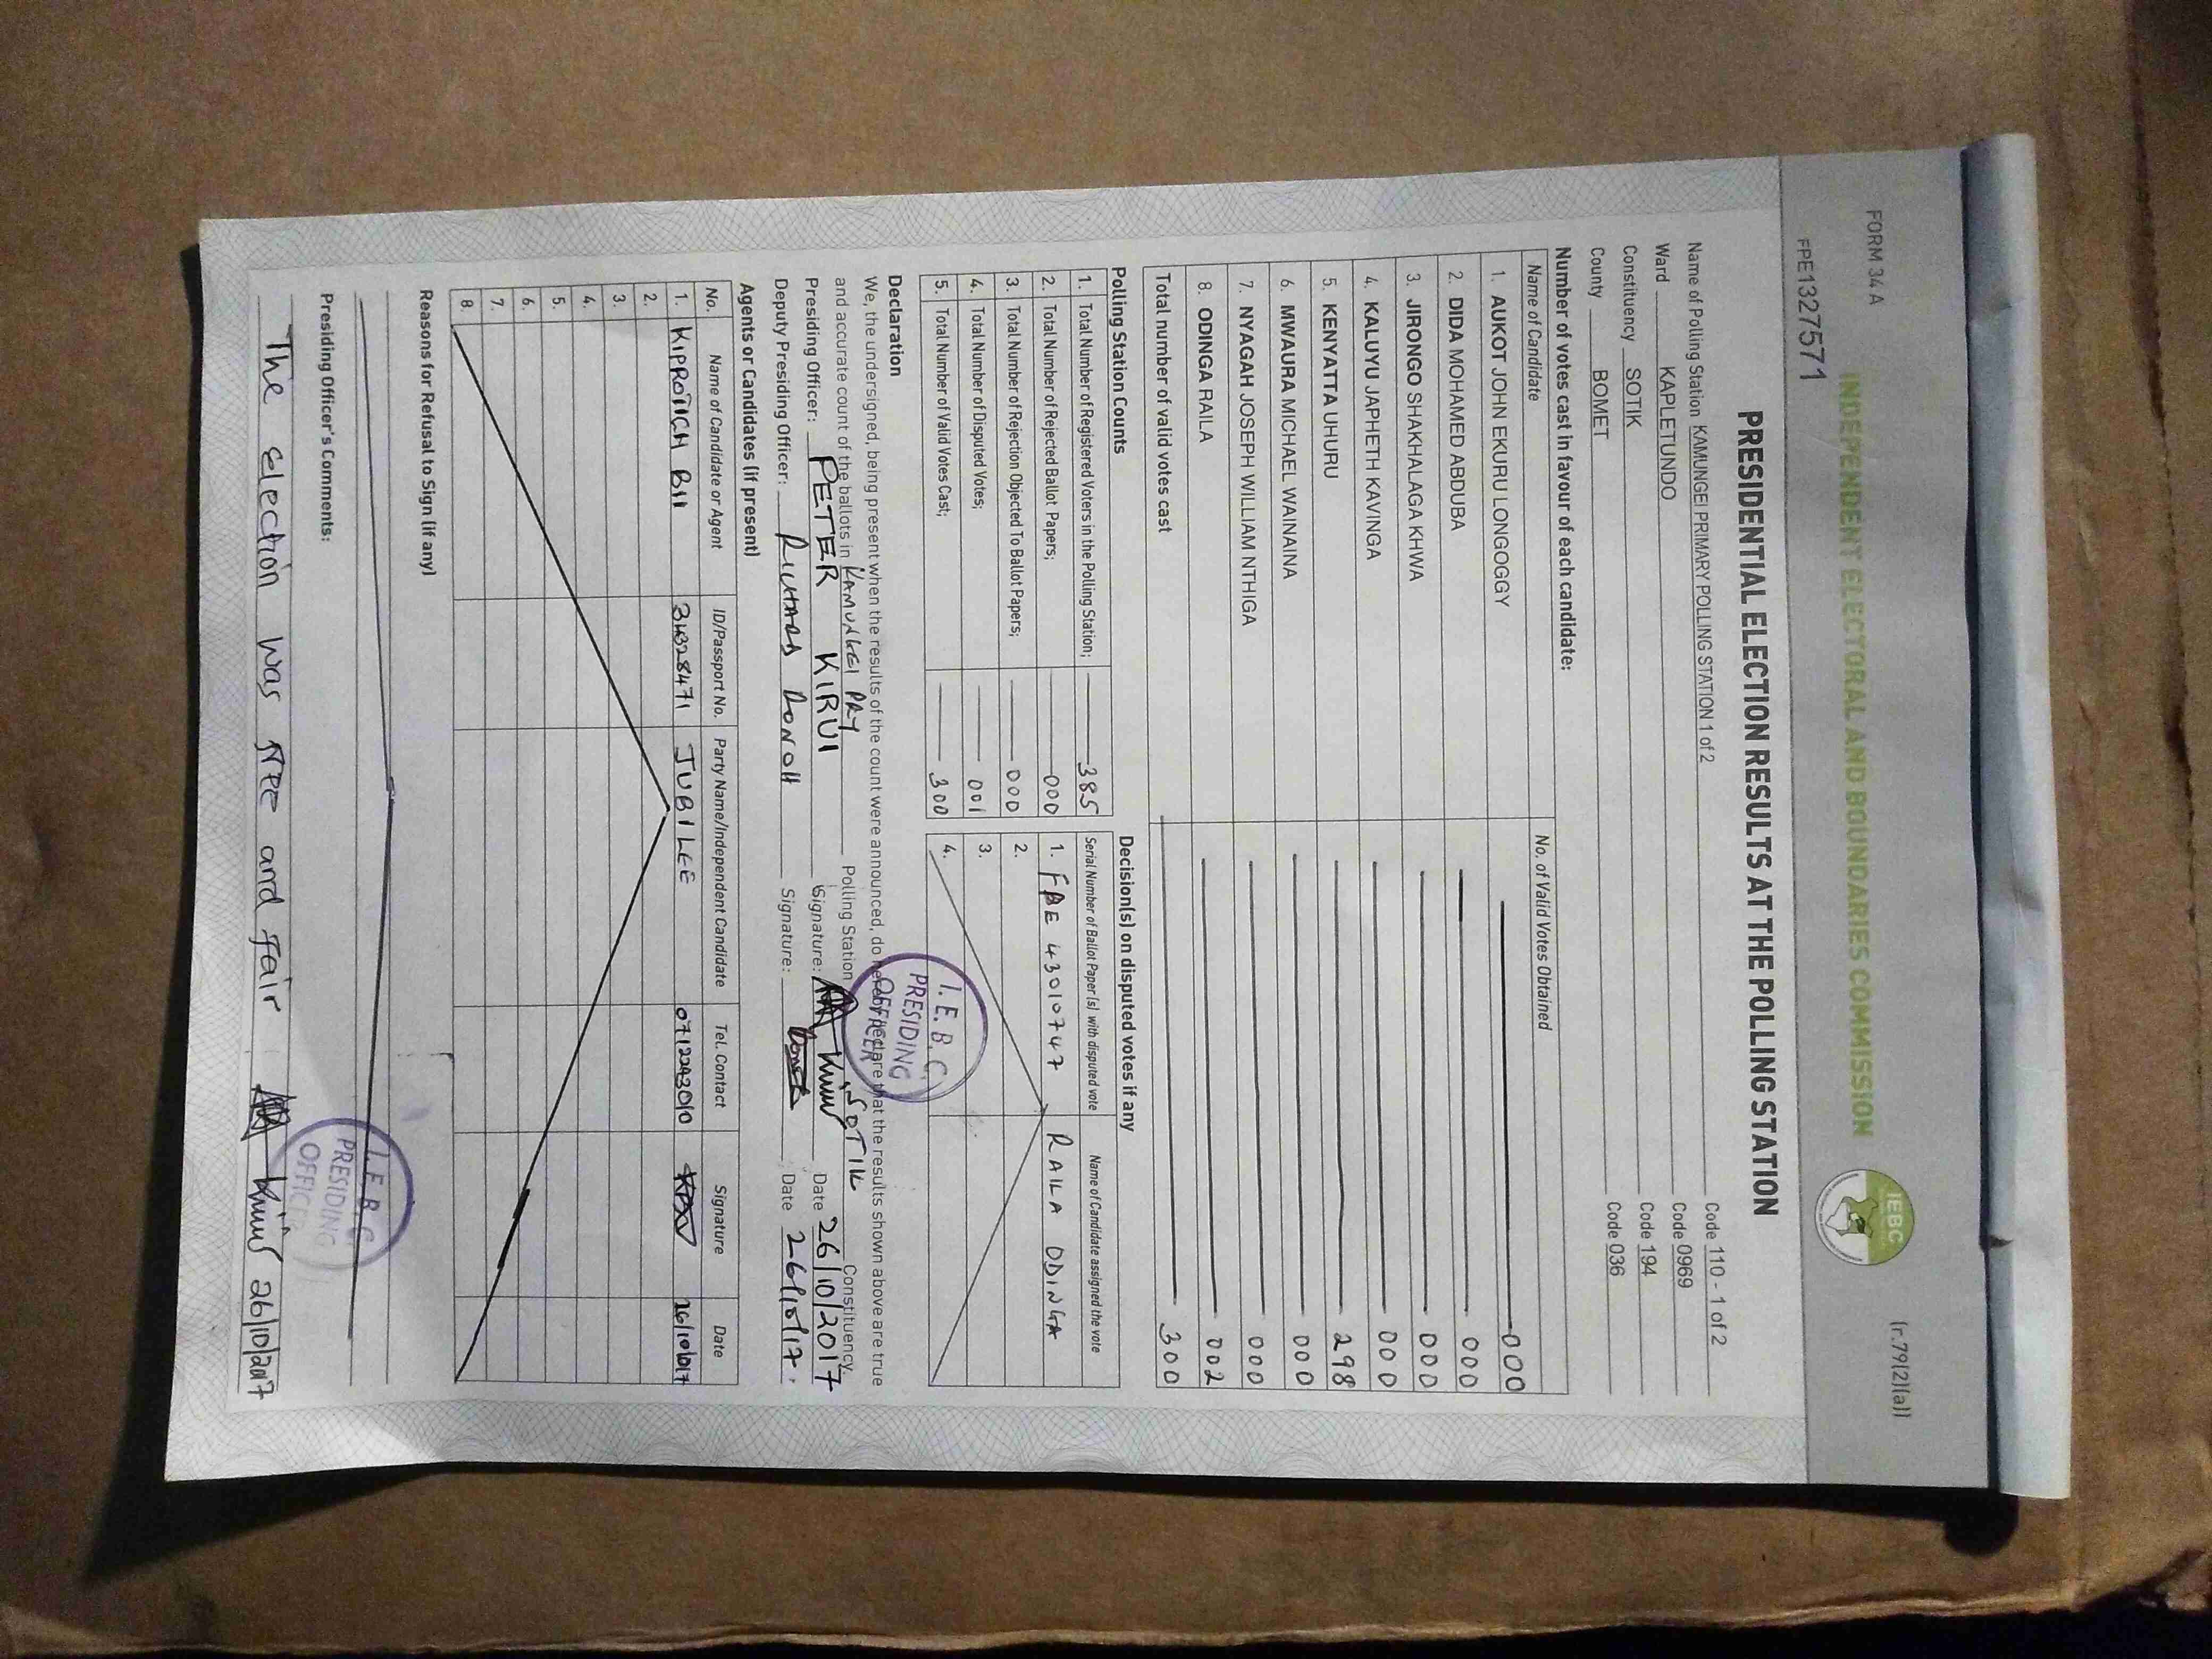 FORM 34 A
(r.79(2)(a))
INDEPENDENT ELECTORAL AND BOUNDARIES COMMISSION
IEBC
FPE1327571
PRESIDENTIAL ELECTION RESULTS AT THE POLLING STATION
Name of Polling Station KAMUNGEI PRIMARY POLLING STATION 1 of 2 Code 110 - 1 of 2
Ward KAPLETUNDO Code 0969
Constituency SOTIK Code 194
County BOMET Code 036
Number of votes cast in favour of each candidate:
Name of Candidate No. of Valid Votes Obtained
1. AUKOT JOHN EKURU LONGOGGY 000
2. DIDA MOHAMED ABDUBA 000
3. JIRONGO SHAKHALAGA KHWA 000
4. KALUYU JAPHETH KAVINGA 000
5. KENYATTA UHURU 298
6. MWAURA MICHAEL WAINAINA 000
7. NYAGAH JOSEPH WILLIAM NTHIGA 000
8. ODINGA RAILA 002
Total number of valid votes cast 300
Polling Station Counts
1. Total Number of Registered Voters in the Polling Station; 385
2. Total Number of Rejected Ballot Papers; 000
3. Total Number of Rejection Objected To Ballot Papers; 000
4. Total Number of Disputed Votes; 001
5. Total Number of Valid Votes Cast; 300
Decision(s) on disputed votes if any
Serial Number of Ballot Paper(s) with disputed vote Name of Candidate assigned the vote
1. FBE 43010747 RAILA ODINGA
2.
3.
4.
Declaration
We, the undersigned, being present when the results of the count were announced, do hereby declare that the results shown above are true
and accurate count of the ballots in KAMUNGEI PRY Polling Station SOTIK Constituency.
Presiding Officer: PETER KIRUI Signature: Kirui Date 26/10/2017
Deputy Presiding Officer: RICHARD RONOH Signature: Date 26/10/17.
I.E.B.C
PRESIDING
OFFICER
Agents or Candidates (if present)
No. Name of Candidate or Agent ID/Passport No. Party Name/Independent Candidate Tel. Contact Signature Date
1. KIPROTICH BII 34328471 JUBILEE 0712293010 26/10/2017
2.
3.
4.
5.
6.
7.
8.
Reasons for Refusal to Sign (if any)
I.E.B.C
PRESIDING
OFFICER
Presiding Officer's Comments:
The election was free and fair Kirui 26/10/2017